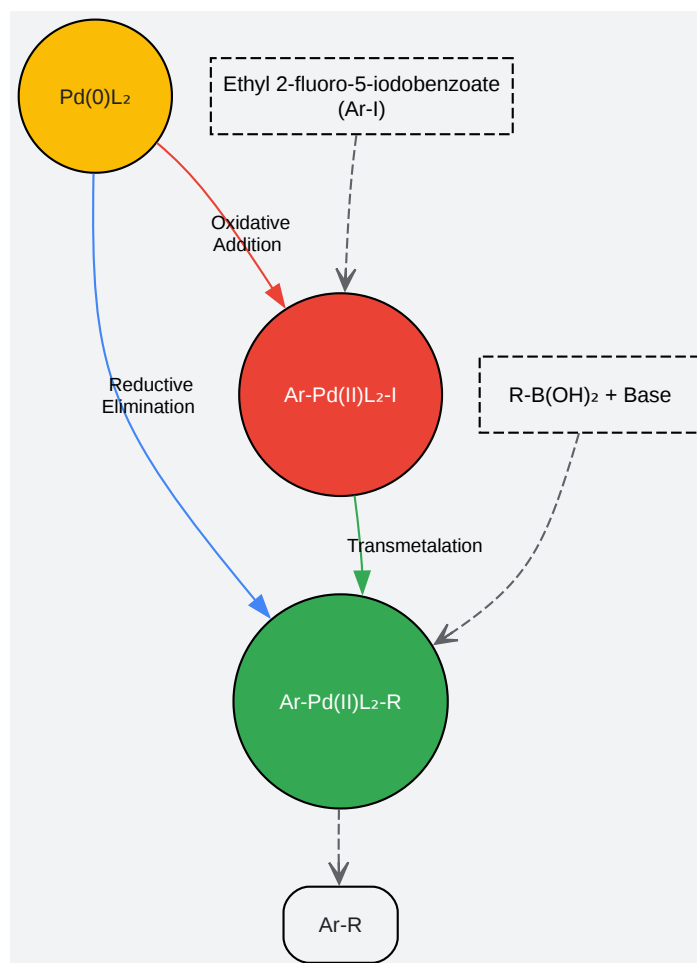 Pd(0)L₂
Ethyl 2-fluoro-5-iodobenzoate
(Ar-I)
Oxidative
Addition
Reductive
Elimination
Ar-Pd(II)L₂-I
R-B(OH)₂ + Base
Transmetalation
Ar-Pd(II)L₂-R
Ar-R